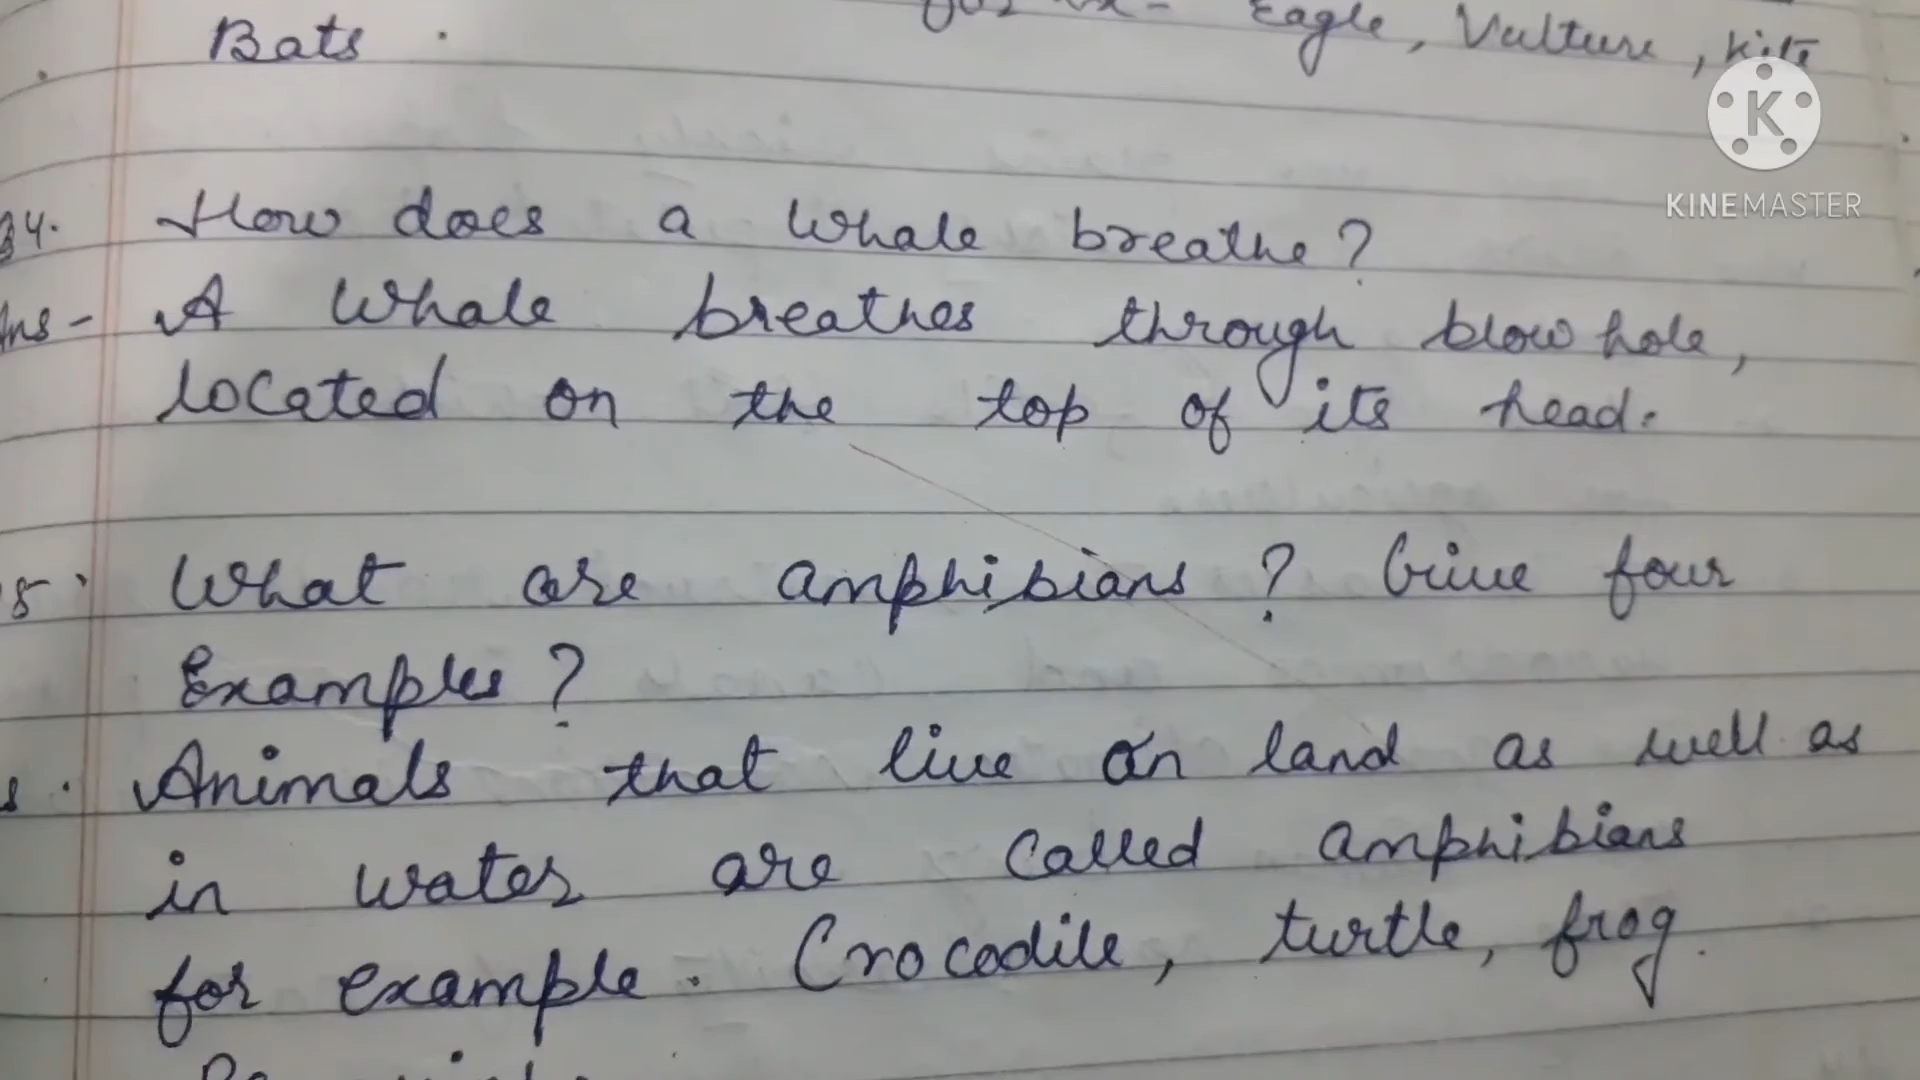 Eagle, Vulture, Kite
Bats.
K
KINEMASTER
Q4. How does a whale breathe?
Ans - A whale breathes through blow hole,
located on the top of its head.
5. What are amphibians? Give four
Examples?
s. Animals that live on land as well as
in water are called amphibians
for example. Crocodile, turtle, frog.